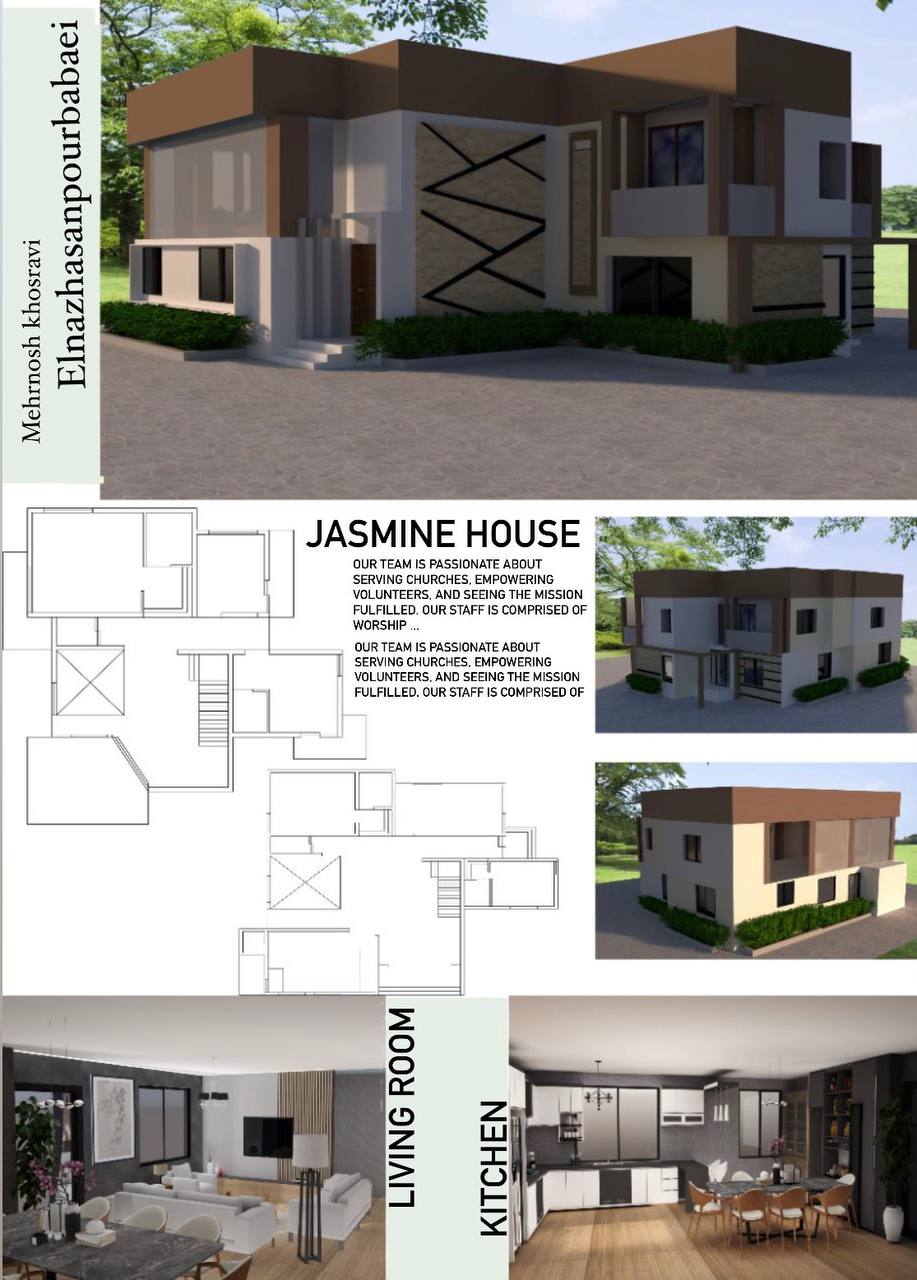 Mehrnosh khosravi
Elnazhasanpourbabaei
JASMINE HOUSE
OUR TEAM IS PASSIONATE ABOUT
SERVING CHURCHES, EMPOWERING
VOLUNTEERS, AND SEEING THE MISSION
FULFILLED. OUR STAFF IS COMPRISED OF
WORSHIP ...
OUR TEAM IS PASSIONATE ABOUT
SERVING CHURCHES, EMPOWERING
VOLUNTEERS, AND SEEING THE MISSION
FULFILLED. OUR STAFF IS COMPRISED OF
LIVING ROOM
KITCHEN